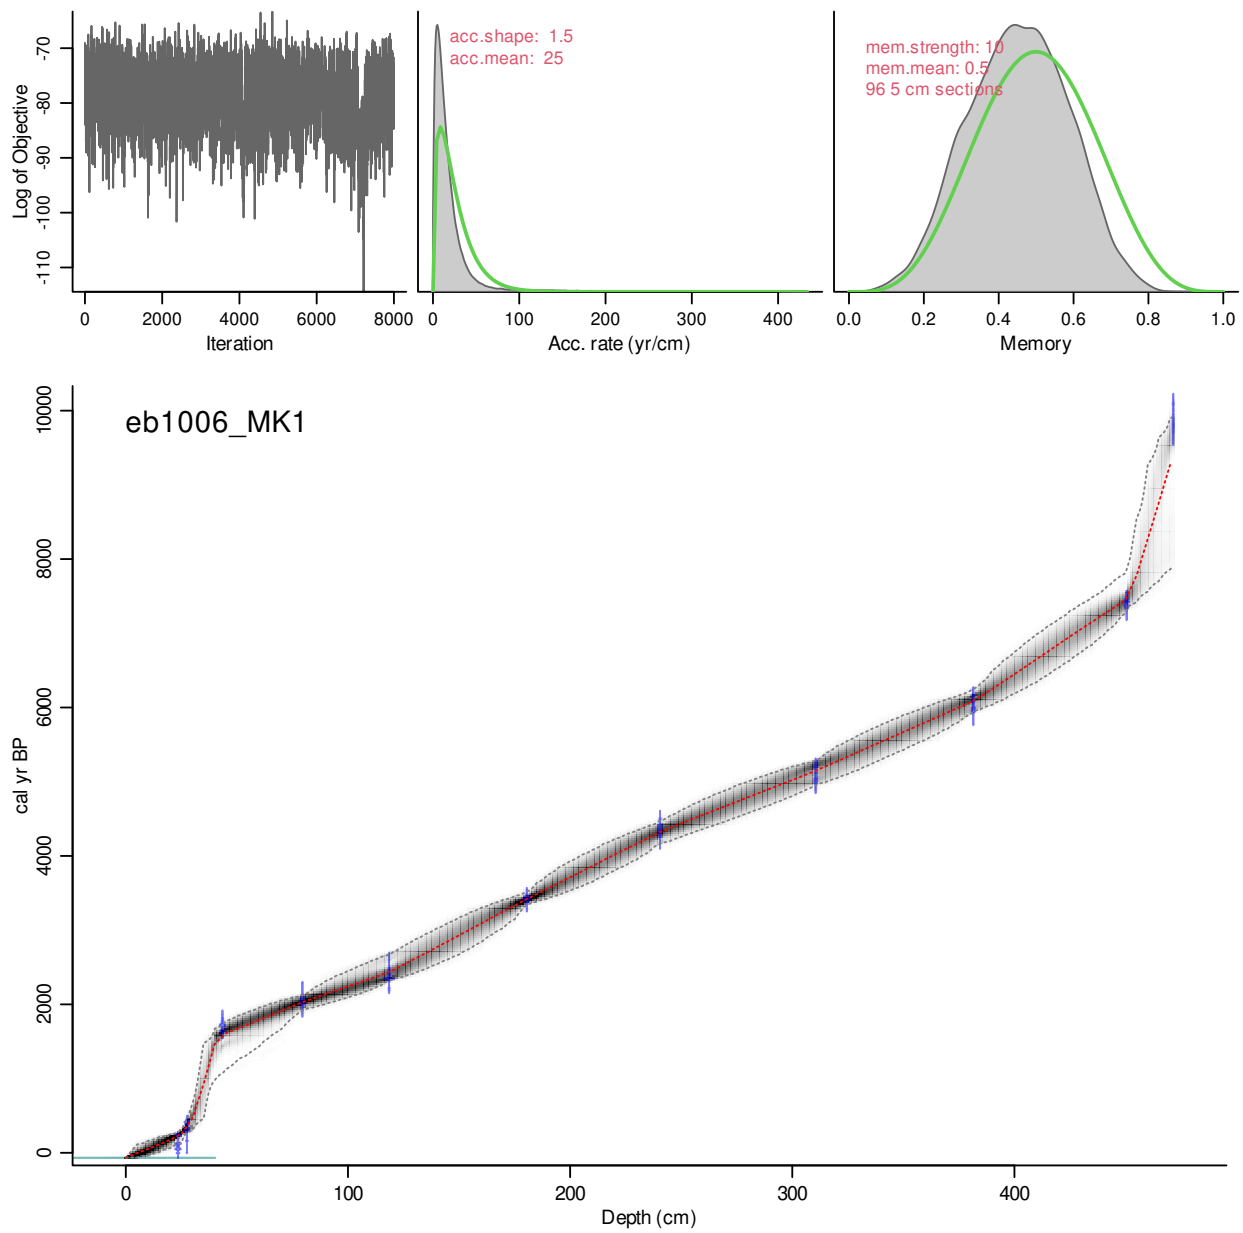 -70
-80
-90
-100
-110
Log of Objective
0 2000 4000 6000 8000
Iteration
acc.shape: 1.5
acc.mean: 25
0 100 200 300 400
Acc. rate (yr/cm)
mem.strength: 10
mem.mean: 0.5
96 5 cm sections
0.0 0.2 0.4 0.6 0.8 1.0
Memory
eb1006_MK1
10000
8000
6000
4000
2000
0
cal yr BP
0 100 200 300 400
Depth (cm)